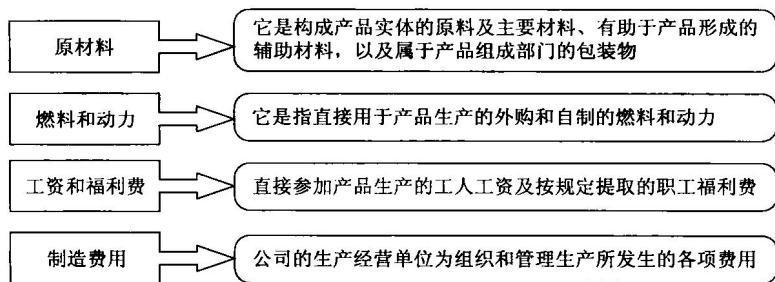 原材料
它是构成产品实体的原料及主要材料、有助于产品形成的
辅助材料，以及属于产品组成部门的包装物
燃料和动力
它是指直接用于产品生产的外购和自制的燃料和动力
工资和福利费
直接参加产品生产的工人工资及按规定提取的职工福利费
制造费用
公司的生产经营单位为组织和管理生产所发生的各项费用